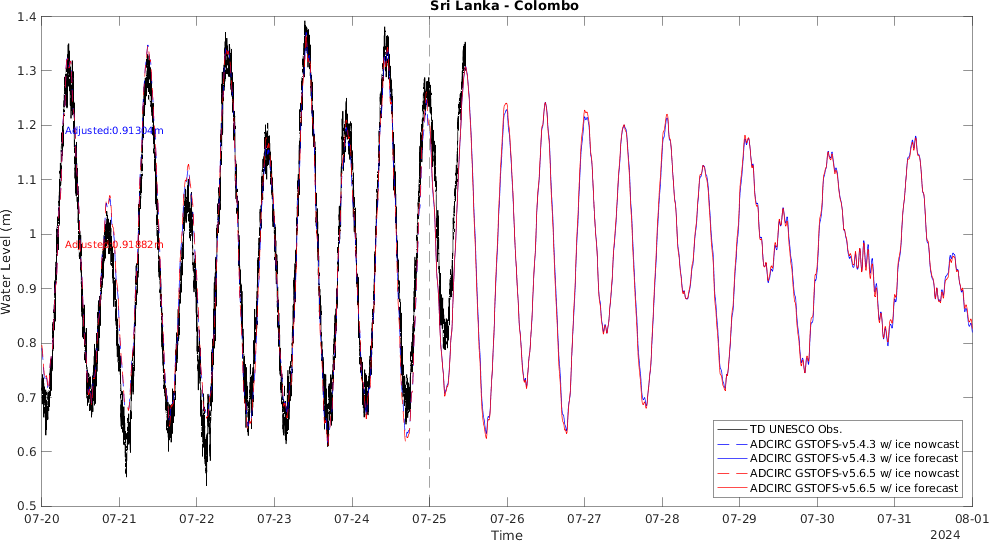 Sri Lanka - Colombo
Water Level (m)
1.4
1.3
1.2
1.1
1
0.9
0.8
0.7
0.6
0.5
Adjusted:0.91304m
Adjusted:0.91882m
TD UNESCO Obs.
ADCIRC GSTOFS-v5.4.3 w/ ice nowcast
ADCIRC GSTOFS-v5.4.3 w/ ice forecast
ADCIRC GSTOFS-v5.6.5 w/ ice nowcast
ADCIRC GSTOFS-v5.6.5 w/ ice forecast
07-20 07-21 07-22 07-23 07-24 07-25 07-26 07-27 07-28 07-29 07-30 07-31 08-01
Time
2024